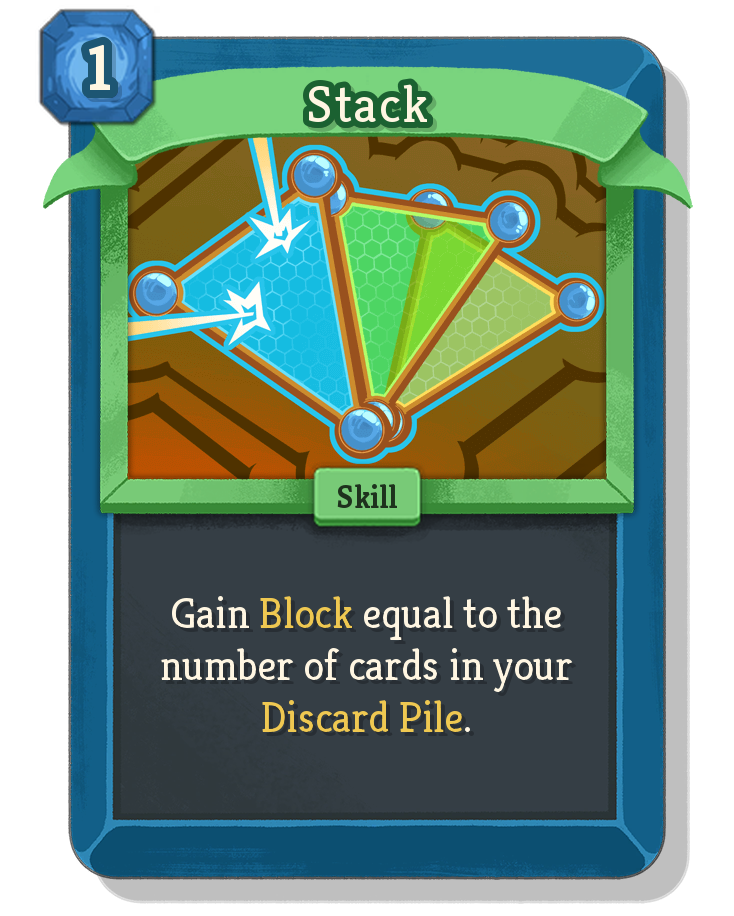 1
Stack
Skill
Gain Block equal to the
number of cards in your
Discard Pile.